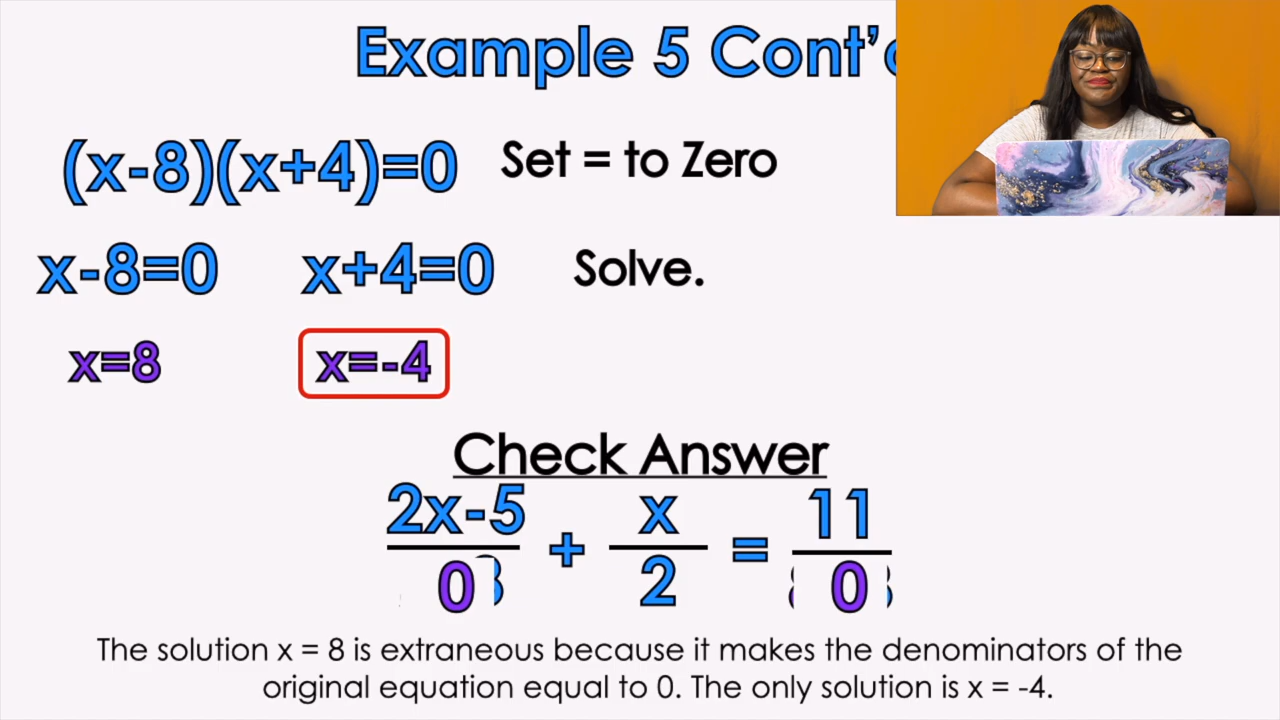 Example 5 Cont'
(x-8)(x+4)=0 Set = to Zero
x-8=0 x+4=0 Solve.
x=8 x=-4
Check Answer
2x-5 x 11
+ =
0 2 0
The solution x = 8 is extraneous because it makes the denominators of the
original equation equal to 0. The only solution is x = -4.